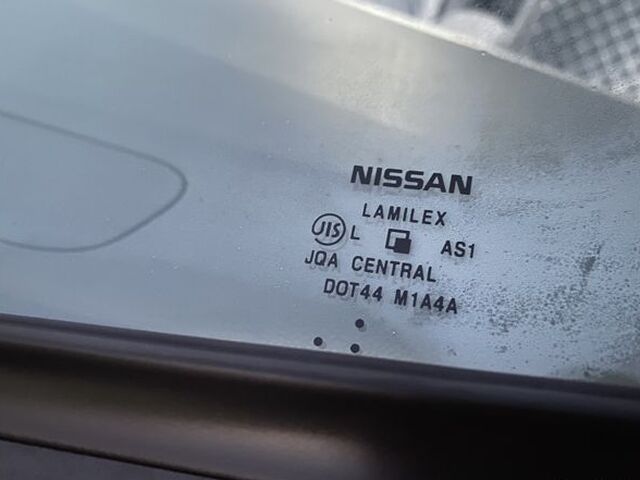 NISSAN
LAMILEX
JIS L AS1
JQA CENTRAL
DOT44 M1A4A